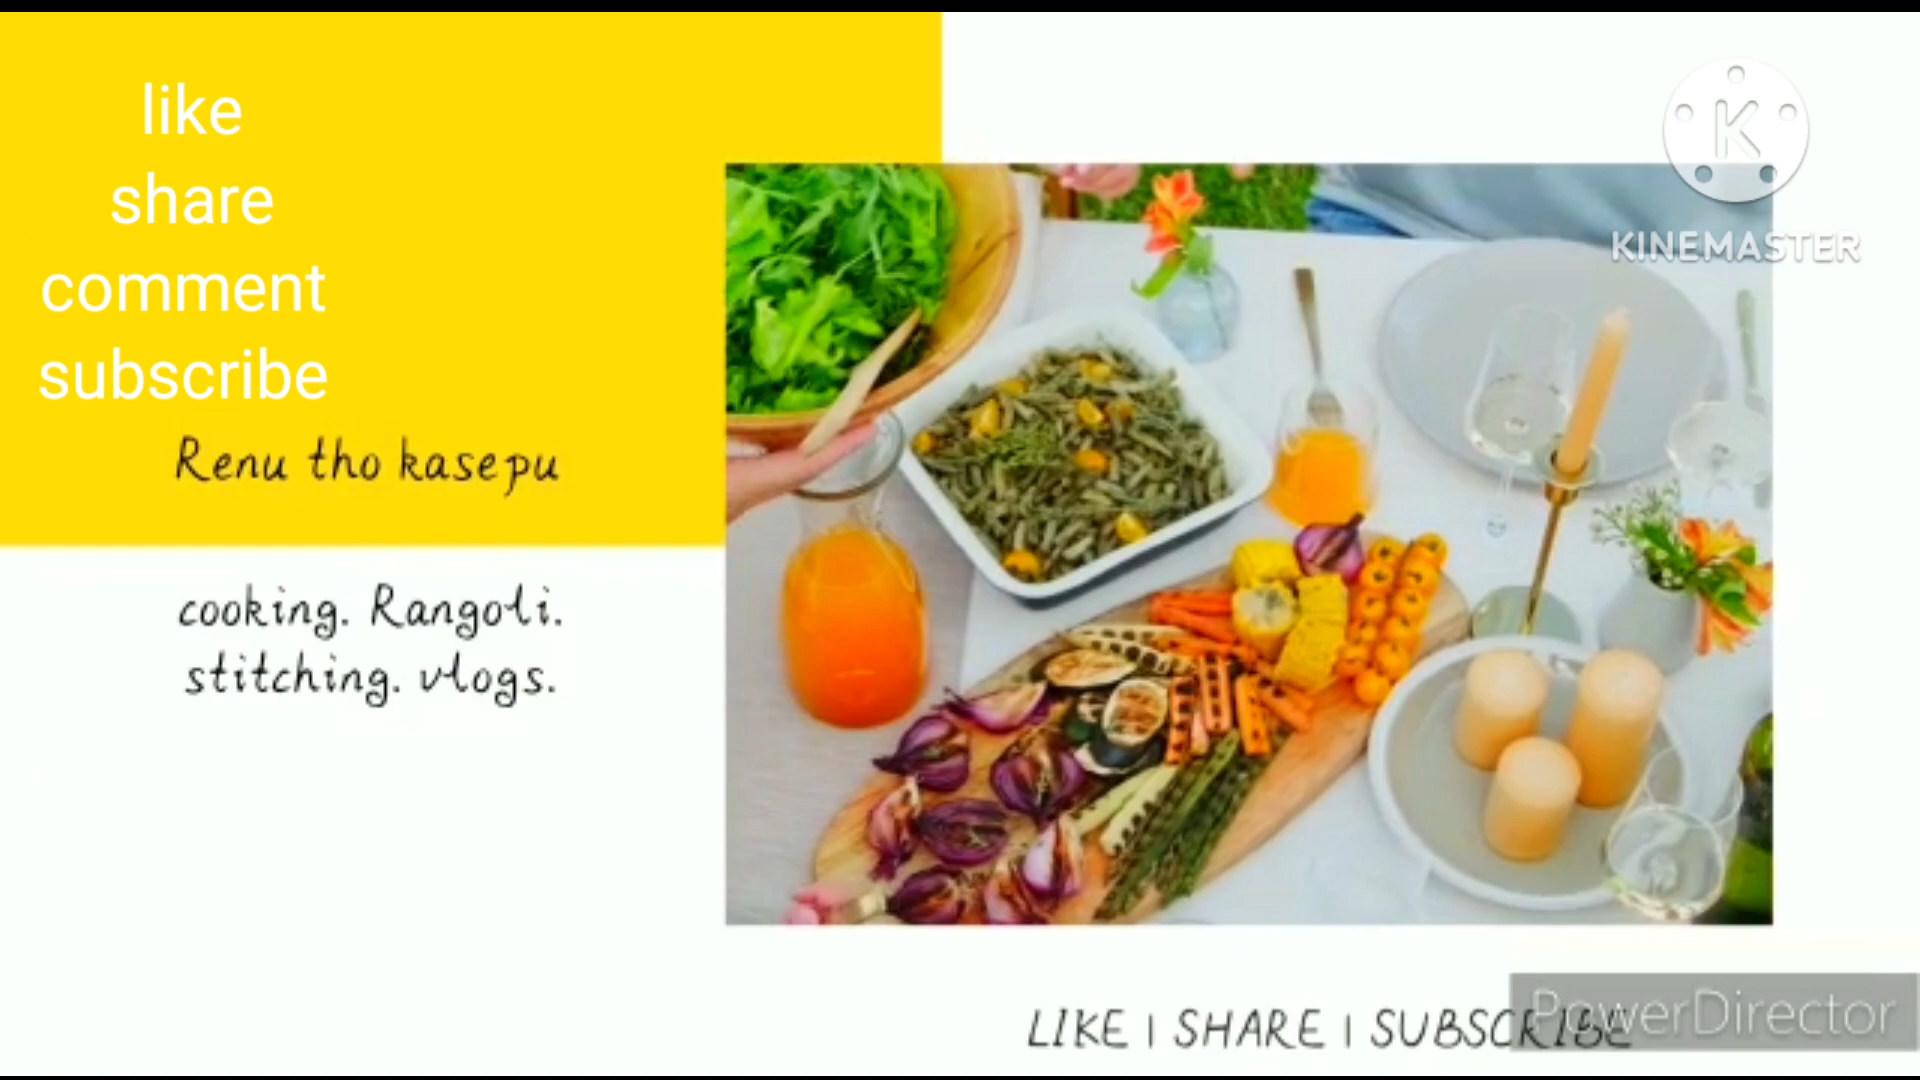 like
share
comment
subscribe
Renu tho kasepu
cooking. Rangoli.
stitching. vlogs.
K
KINEMASTER
LIKE | SHARE | SUBSCRIBE
PowerDirector